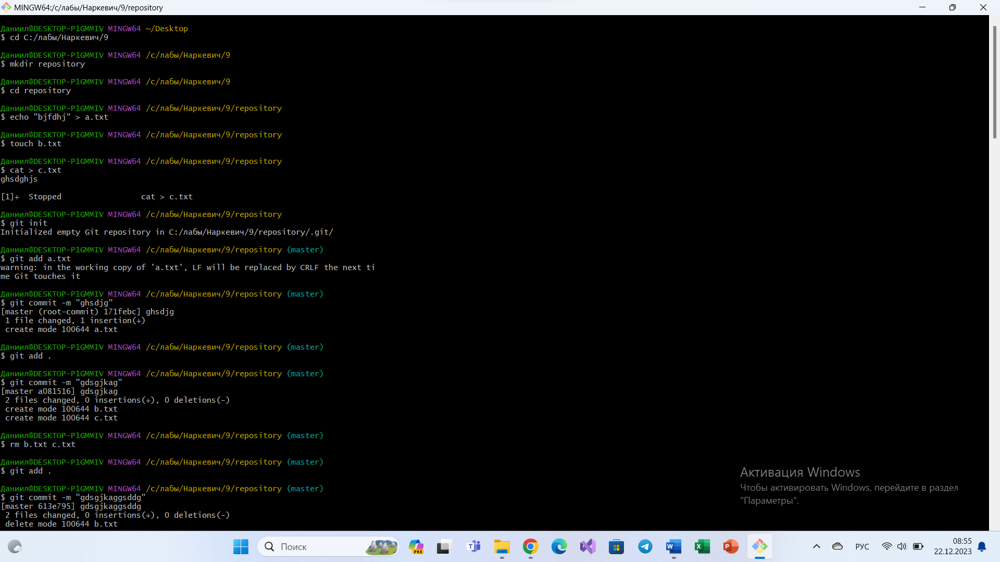 MINGW64:/c/лабы/Наркевич/9/repository
Даниил@DESKTOP-P1GMMIV MINGW64 ~/Desktop
$ cd C:/лабы/Наркевич/9
Даниил@DESKTOP-P1GMMIV MINGW64 /c/лабы/Наркевич/9
$ mkdir repository
Даниил@DESKTOP-P1GMMIV MINGW64 /c/лабы/Наркевич/9
$ cd repository
Даниил@DESKTOP-P1GMMIV MINGW64 /c/лабы/Наркевич/9/repository
$ echo "bjfdhj" > a.txt
Даниил@DESKTOP-P1GMMIV MINGW64 /c/лабы/Наркевич/9/repository
$ touch b.txt
Даниил@DESKTOP-P1GMMIV MINGW64 /c/лабы/Наркевич/9/repository
$ cat > c.txt
ghsdghjs
[1]+  Stopped                 cat > c.txt
Даниил@DESKTOP-P1GMMIV MINGW64 /c/лабы/Наркевич/9/repository
$ git init
Initialized empty Git repository in C:/лабы/Наркевич/9/repository/.git/
Даниил@DESKTOP-P1GMMIV MINGW64 /c/лабы/Наркевич/9/repository (master)
$ git add a.txt
warning: in the working copy of 'a.txt', LF will be replaced by CRLF the next ti
me Git touches it
Даниил@DESKTOP-P1GMMIV MINGW64 /c/лабы/Наркевич/9/repository (master)
$ git commit -m "ghsdjg"
[master (root-commit) 171febc] ghsdjg
 1 file changed, 1 insertion(+)
 create mode 100644 a.txt
Даниил@DESKTOP-P1GMMIV MINGW64 /c/лабы/Наркевич/9/repository (master)
$ git add .
Даниил@DESKTOP-P1GMMIV MINGW64 /c/лабы/Наркевич/9/repository (master)
$ git commit -m "gdsgjkag"
[master a081516] gdsgjkag
 2 files changed, 0 insertions(+), 0 deletions(-)
 create mode 100644 b.txt
 create mode 100644 c.txt
Даниил@DESKTOP-P1GMMIV MINGW64 /c/лабы/Наркевич/9/repository (master)
$ rm b.txt c.txt
Даниил@DESKTOP-P1GMMIV MINGW64 /c/лабы/Наркевич/9/repository (master)
$ git add .
Даниил@DESKTOP-P1GMMIV MINGW64 /c/лабы/Наркевич/9/repository (master)
$ git commit -m "gdsgjkaggsddg"
[master 613e795] gdsgjkaggsddg
 2 files changed, 0 insertions(+), 0 deletions(-)
 delete mode 100644 b.txt
Активация Windows
Чтобы активировать Windows, перейдите в раздел
"Параметры".
Поиск
PRE
РУС
08:55
22.12.2023